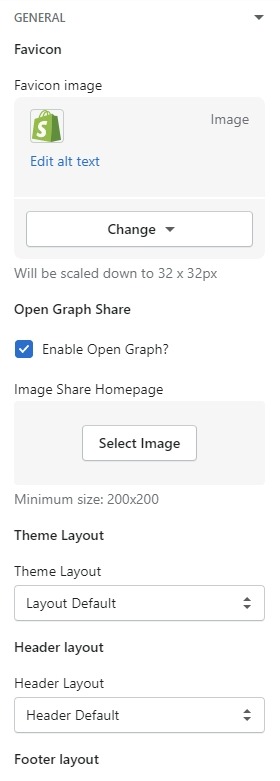 GENERAL
Favicon
Favicon image
Image
Edit alt text
Change
Will be scaled down to 32 x 32px
Open Graph Share
Enable Open Graph?
Image Share Homepage
Select Image
Minimum size: 200x200
Theme Layout
Theme Layout
Layout Default
Header layout
Header Layout
Header Default
Footer layout